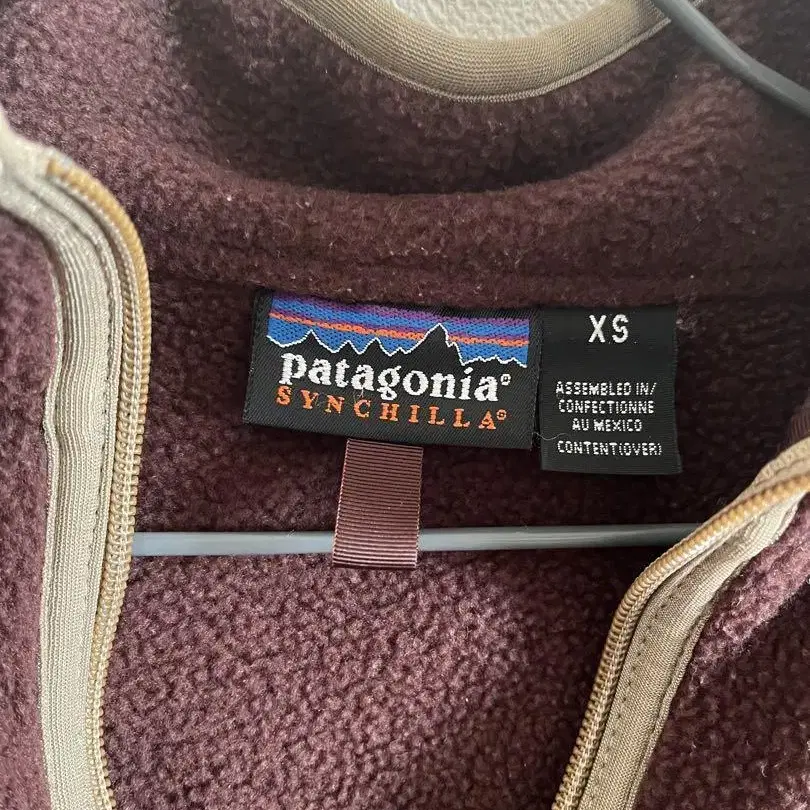 patagonia®
SYNCHILLA®
XS
ASSEMBLED IN/
CONFECTIONNE
AU MEXICO
CONTENT(OVER)